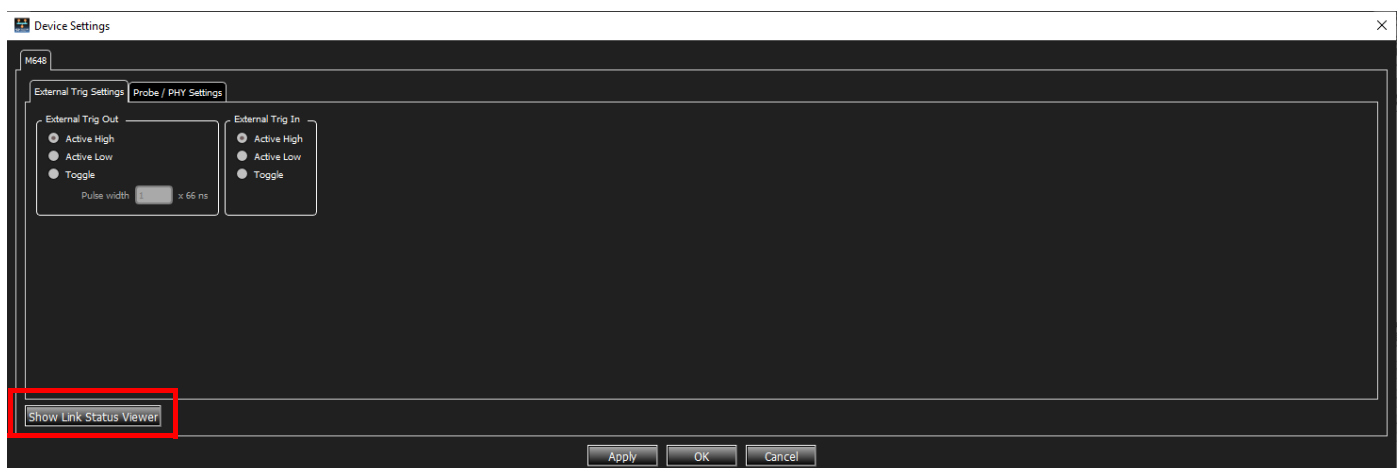 Device Settings
M648
External Trig Settings Probe / PHY Settings
External Trig Out
Active High
Active Low
Toggle
Pulse width 1 x 66 ns
External Trig In
Active High
Active Low
Toggle
Show Link Status Viewer
Apply OK Cancel